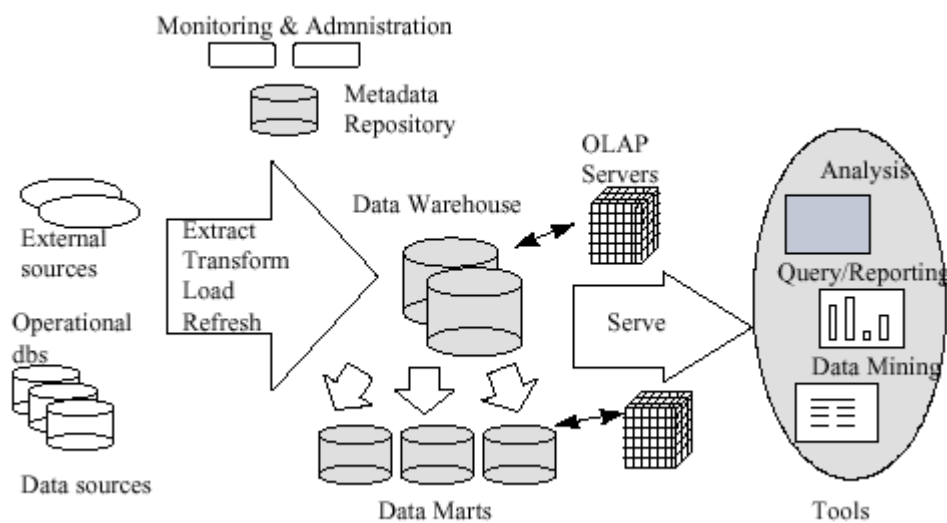 Monitoring & Admnistration
Metadada
Repository
OLAP
Servers
Analysis
Data Warehouse
External
sources
Extract
Transform
Load
Refresh
Query/Reporting
Operational
dbs
Serve
Data Mining
Data sources
Data Marts
Tools